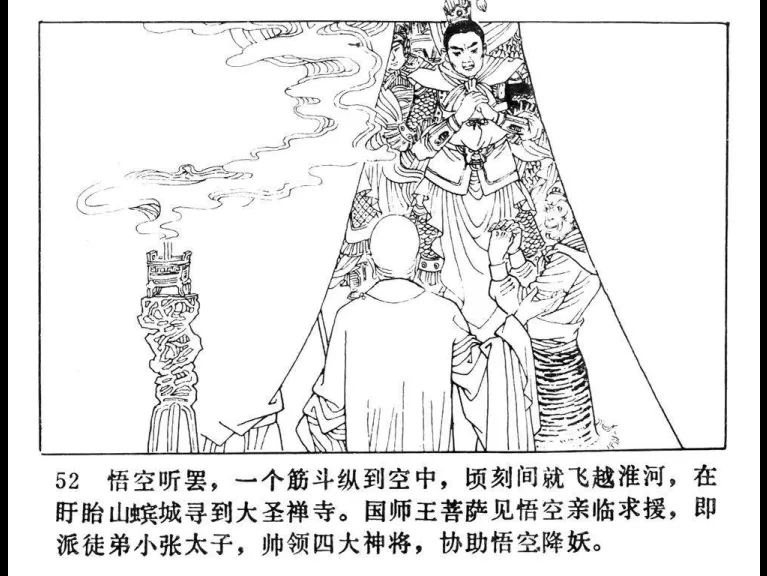 52 悟空听罢，一个筋斗纵到空中，顷刻间就飞越淮河，在
盱眙山蠙城寻到大圣禅寺。国师王菩萨见悟空亲临求援，即
派徒弟小张太子，帅领四大神将，协助悟空降妖。